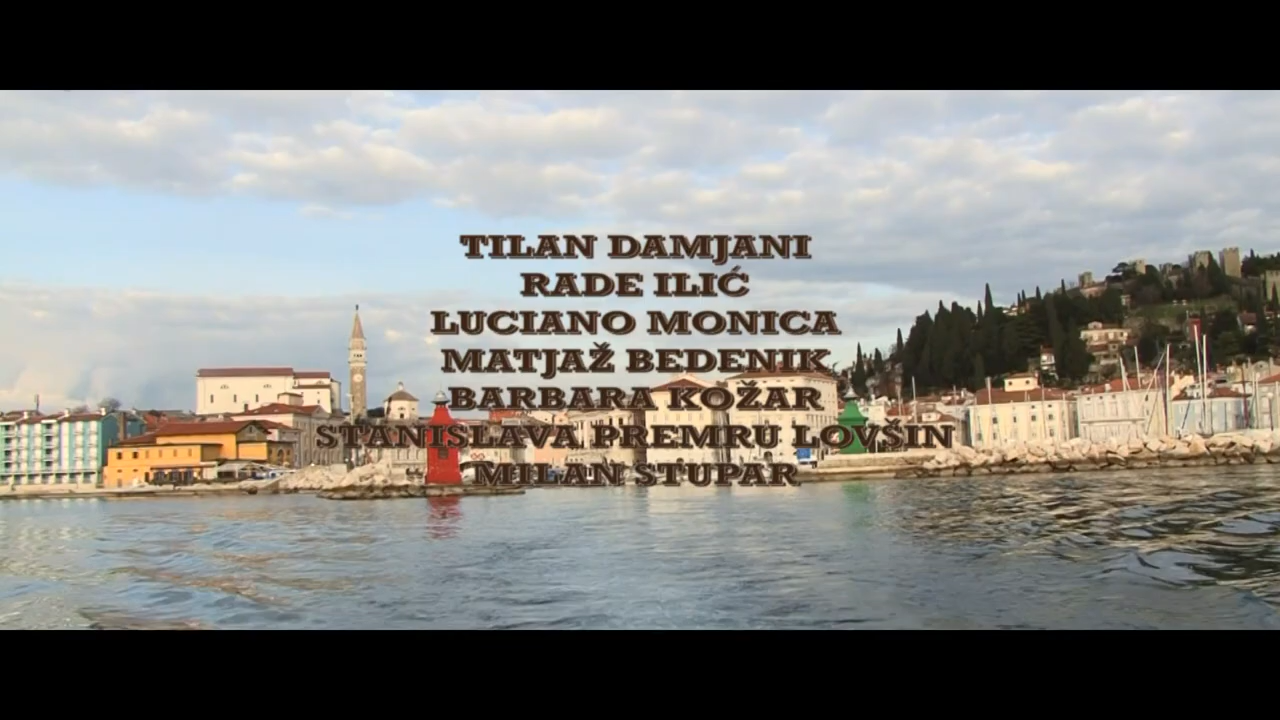 TILAN DAMJANI
RADE ILIĆ
LUCIANO MONICA
MATJAŽ BEDENIK
BARBARA KOŽAR
STANISLAVA PREMRU LOVŠIN
MILAN STUPAR